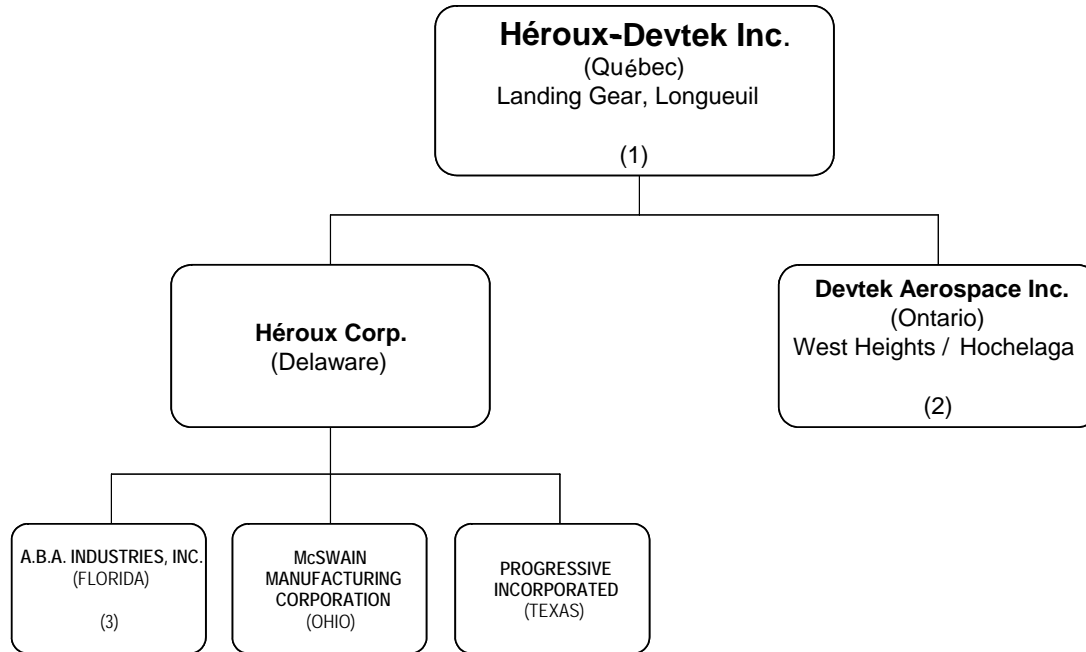 Héroux-Devtek Inc.
(Québec)
Landing Gear, Longueuil
(1)
Héroux Corp.
(Delaware)
Devtek Aerospace Inc.
(Ontario)
West Heights / Hochelaga
(2)
A.B.A. INDUSTRIES, INC.
(FLORIDA)
(3)
McSWAIN
MANUFACTURING
CORPORATION
(OHIO)
PROGRESSIVE
INCORPORATED
(TEXAS)